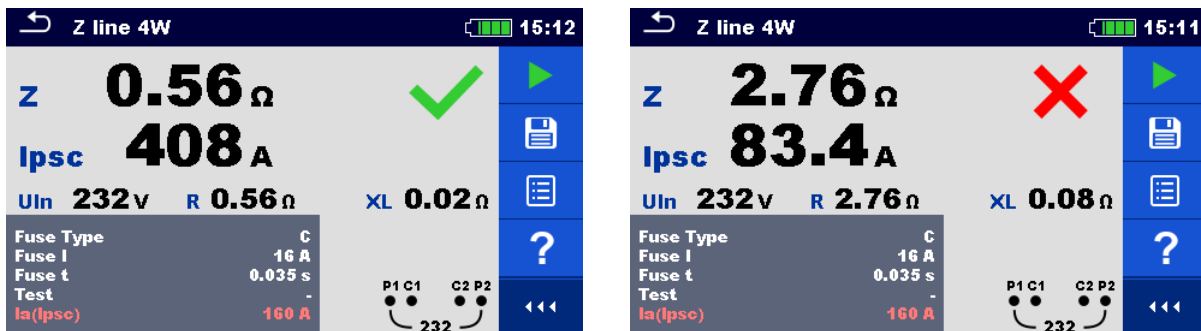 Z line 4W 15:12
Z 0.56 Ω
Ipsc 408 A
Uln 232 V R 0.56 Ω XL 0.02 Ω
Fuse Type C
Fuse I 16 A
Fuse t 0.035 s
Test -
Ia(Ipsc) 160 A
P1 C1 C2 P2
232
?
Z line 4W 15:11
Z 2.76 Ω
Ipsc 83.4 A
Uln 232 V R 2.76 Ω XL 0.08 Ω
Fuse Type C
Fuse I 16 A
Fuse t 0.035 s
Test -
Ia(Ipsc) 160 A
P1 C1 C2 P2
232
?